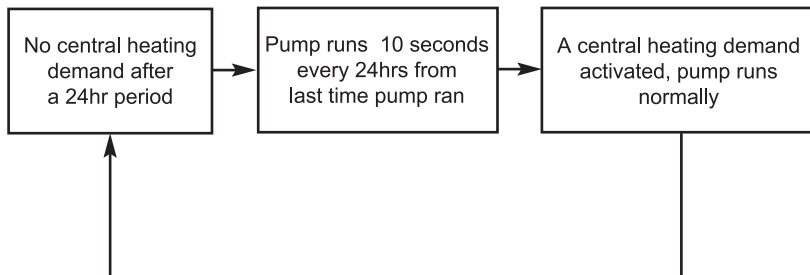 No central heating
demand after
a 24hr period
Pump runs 10 seconds
every 24hrs from
last time pump ran
A central heating demand
activated, pump runs
normally